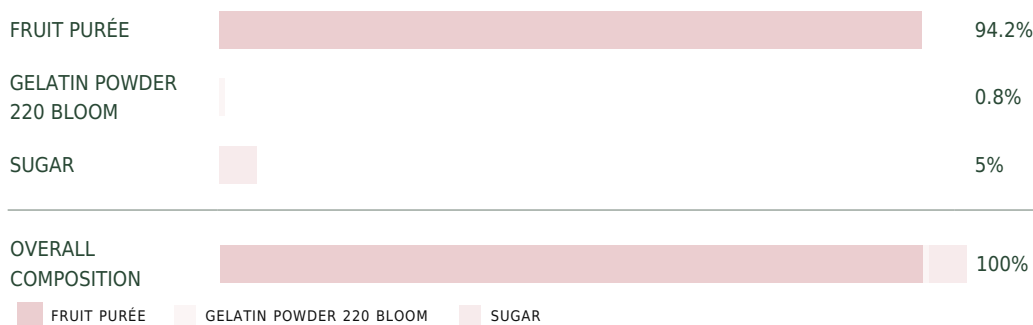 FRUIT PURÉE 94.2%
GELATIN POWDER
220 BLOOM 0.8%
SUGAR 5%
OVERALL
COMPOSITION 100%
FRUIT PURÉE GELATIN POWDER 220 BLOOM SUGAR